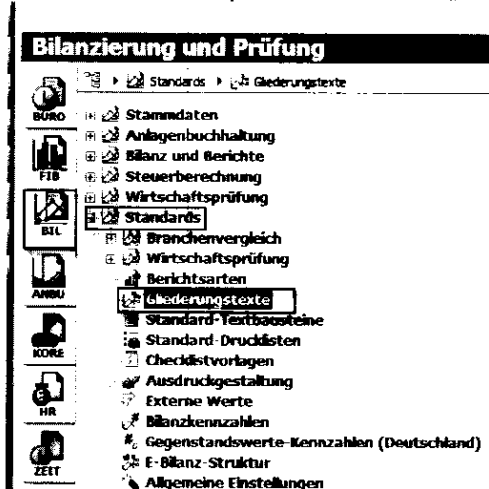 Bilanzierung und Prüfung
Standards Gliederungstexte
BÜRO
Stammdaten
Anlagenbuchhaltung
FIB
Bilanz und Berichte
Steuerberechnung
Wirtschaftsprüfung
BIL
Standards
Branchenvergleich
Wirtschaftsprüfung
ANBU
Berichtsarten
Gliederungstexte
Standard-Textbausteine
KORE
Standard-Drucklisten
Checklistvorlagen
Ausdruckgestaltung
HR
Externe Werte
Bilanzkennzahlen
Gegenstandswerte-Kennzahlen (Deutschland)
ZEIT
E-Bilanz-Struktur
Allgemeine Einstellungen